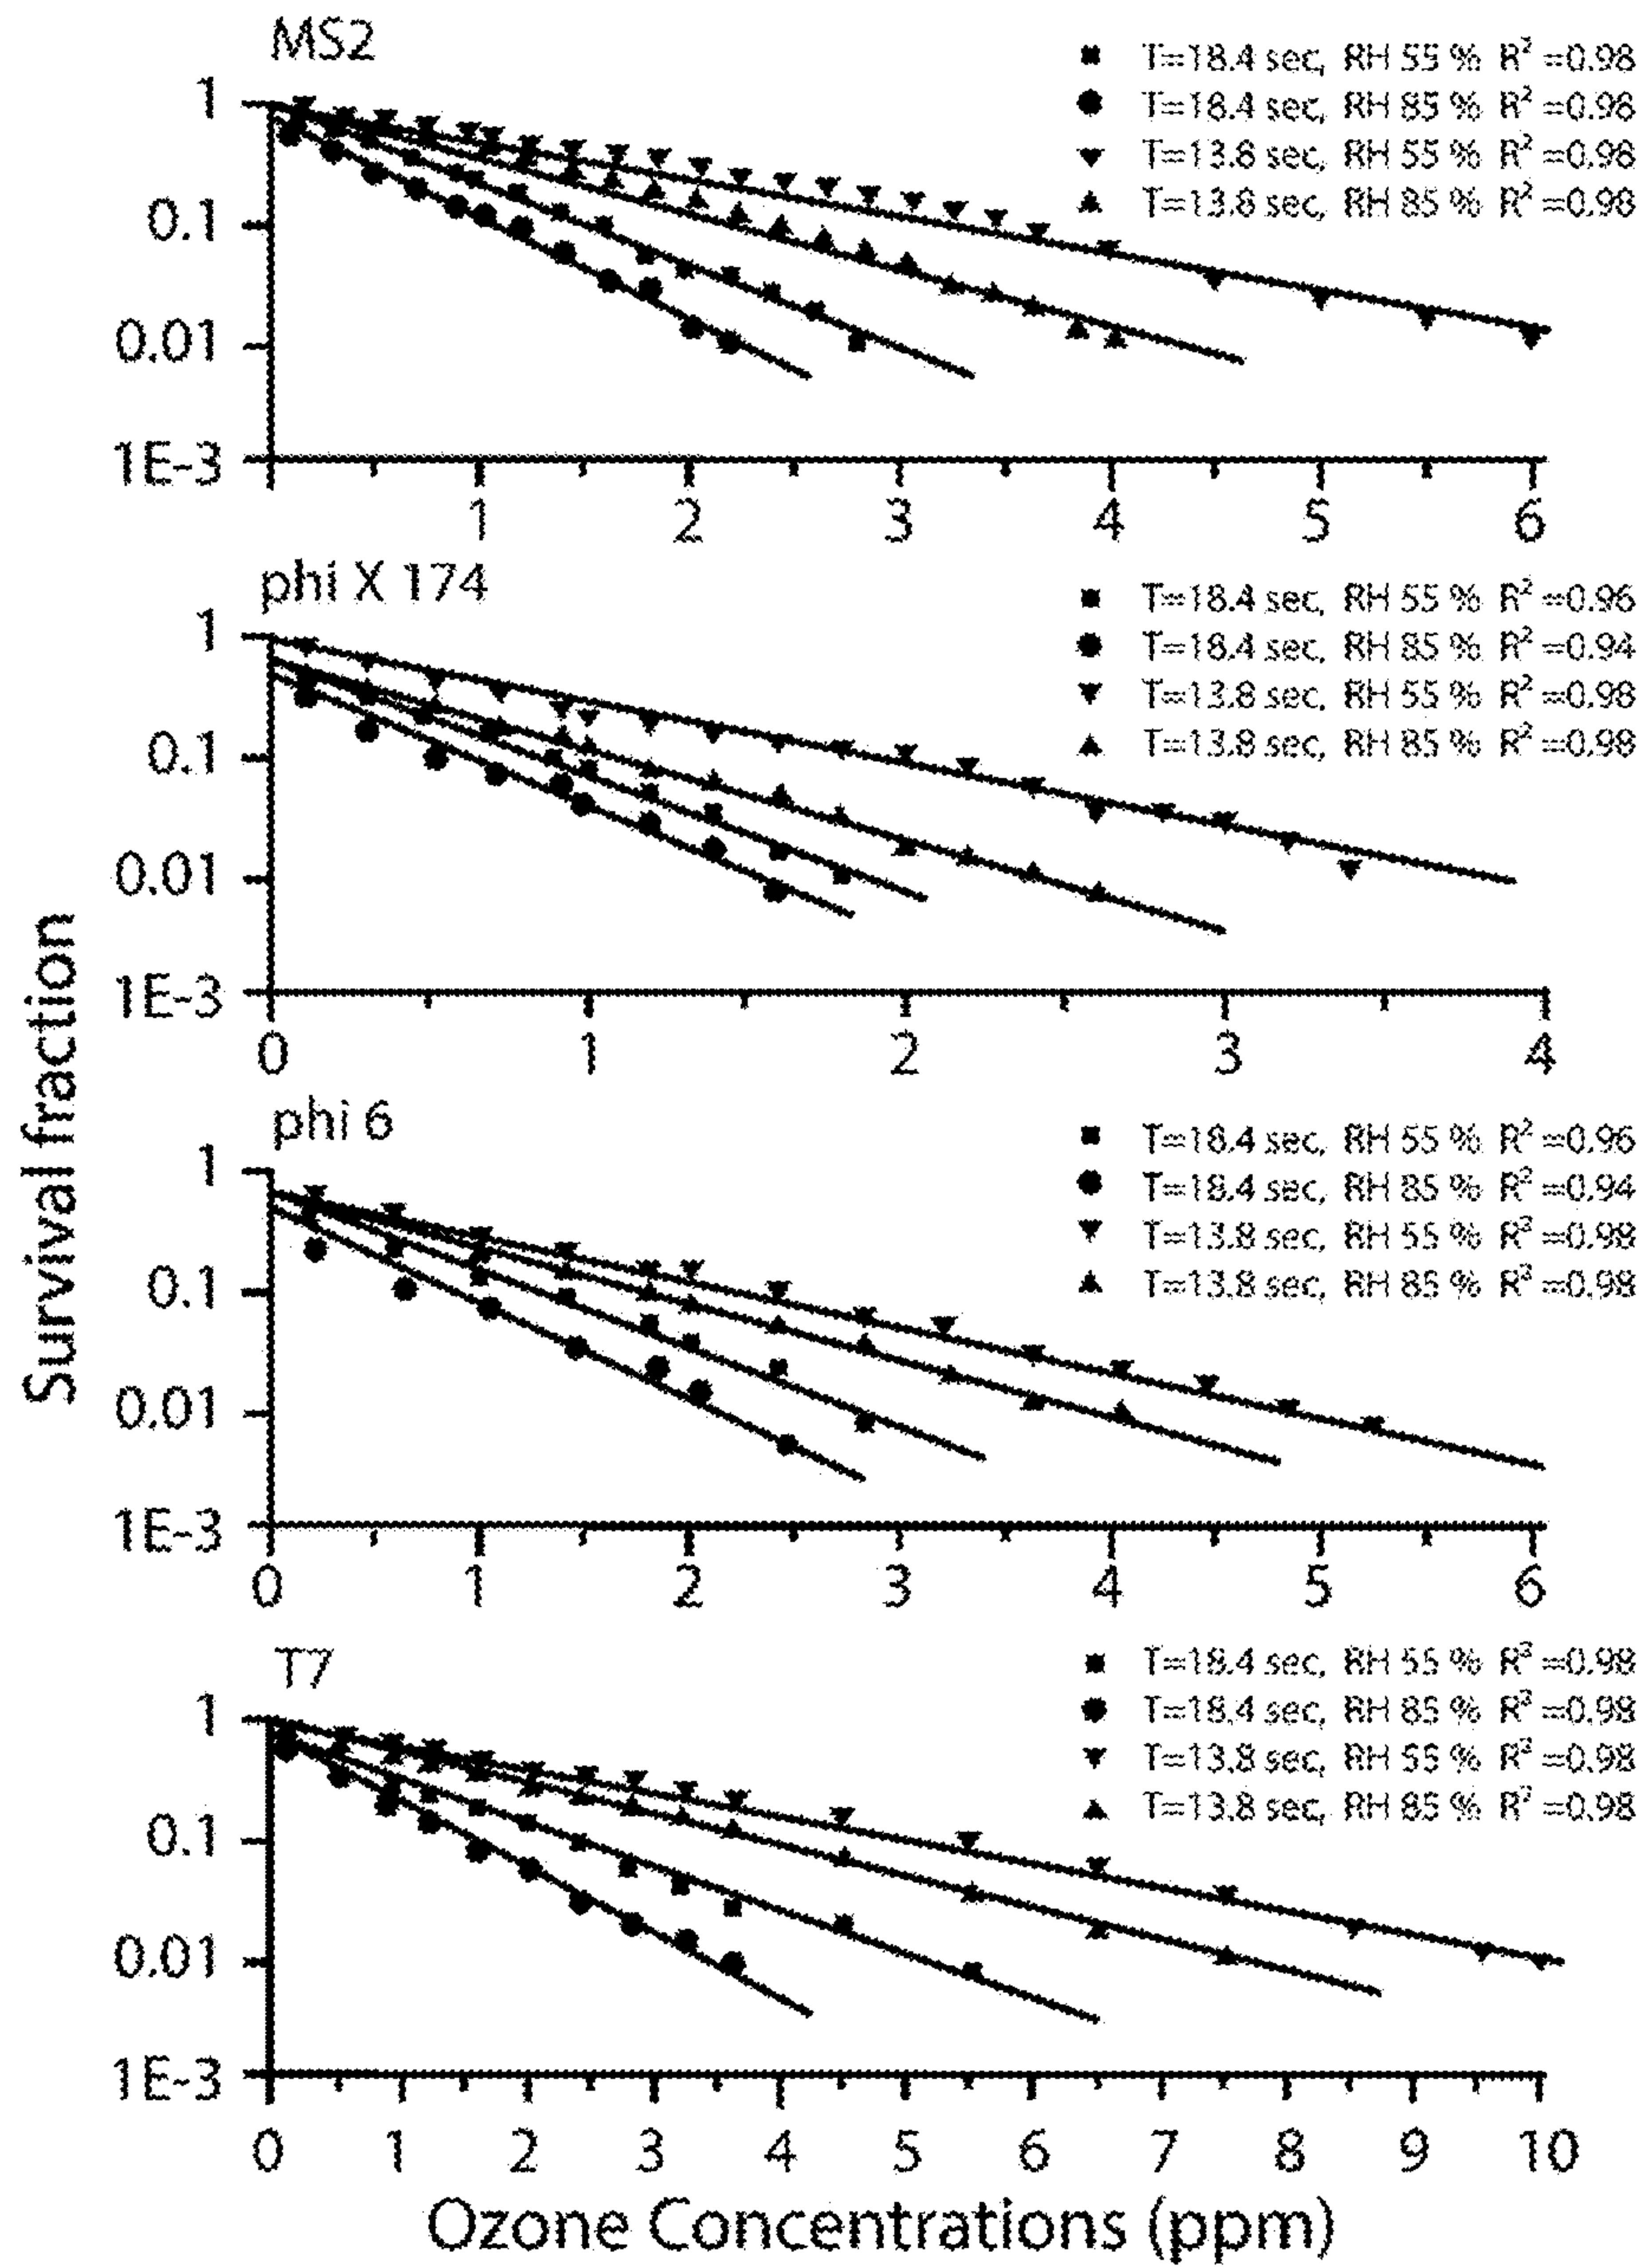 MS2
T=18.4 sec, RH 55 % R² =0.98
T=18.4 sec, RH 85 % R² =0.98
T=13.8 sec, RH 55 % R² =0.98
T=13.8 sec, RH 85 % R² =0.98
1
0.1
0.01
1E-3
1 2 3 4 5 6
phi X 174
T=18.4 sec, RH 55 % R² =0.96
T=18.4 sec, RH 85 % R² =0.94
T=13.8 sec, RH 55 % R² =0.98
T=13.8 sec, RH 85 % R² =0.98
1
0.1
0.01
1E-3
0 1 2 3 4
Survival fraction
phi 6
T=18.4 sec, RH 55 % R² =0.96
T=18.4 sec, RH 85 % R² =0.94
T=13.8 sec, RH 55 % R² =0.98
T=13.8 sec, RH 85 % R² =0.98
1
0.1
0.01
1E-3
0 1 2 3 4 5 6
T7
T=18.4 sec, RH 55 % R² =0.98
T=18.4 sec, RH 85 % R² =0.98
T=13.8 sec, RH 55 % R² =0.98
T=13.8 sec, RH 85 % R² =0.98
1
0.1
0.01
1E-3
0 1 2 3 4 5 6 7 8 9 10
Ozone Concentrations (ppm)